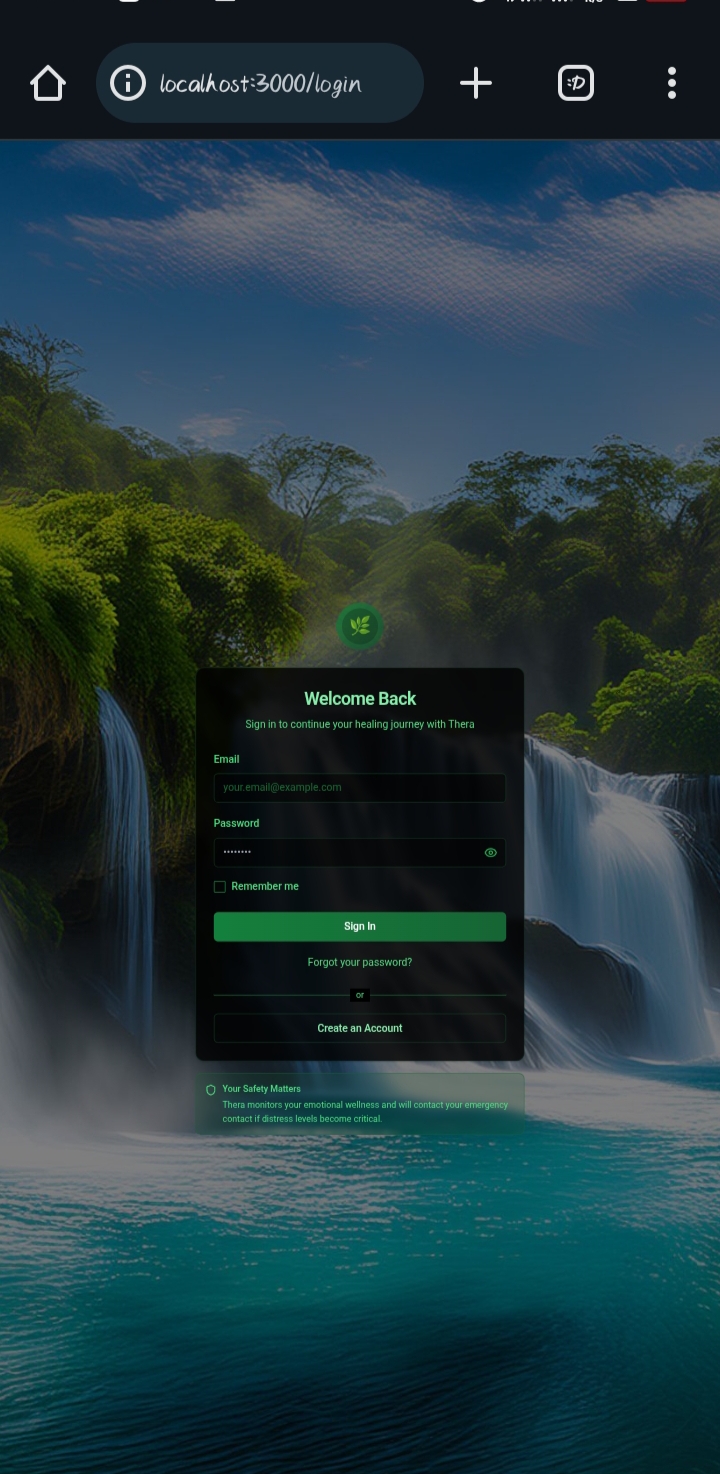 localhost:3000/login
:D
Welcome Back
Sign in to continue your healing journey with Thera
Email
your.email@example.com
Password
••••••••
Remember me
Sign In
Forgot your password?
or
Create an Account
Your Safety Matters
Thera monitors your emotional wellness and will contact your emergency
contact if distress levels become critical.